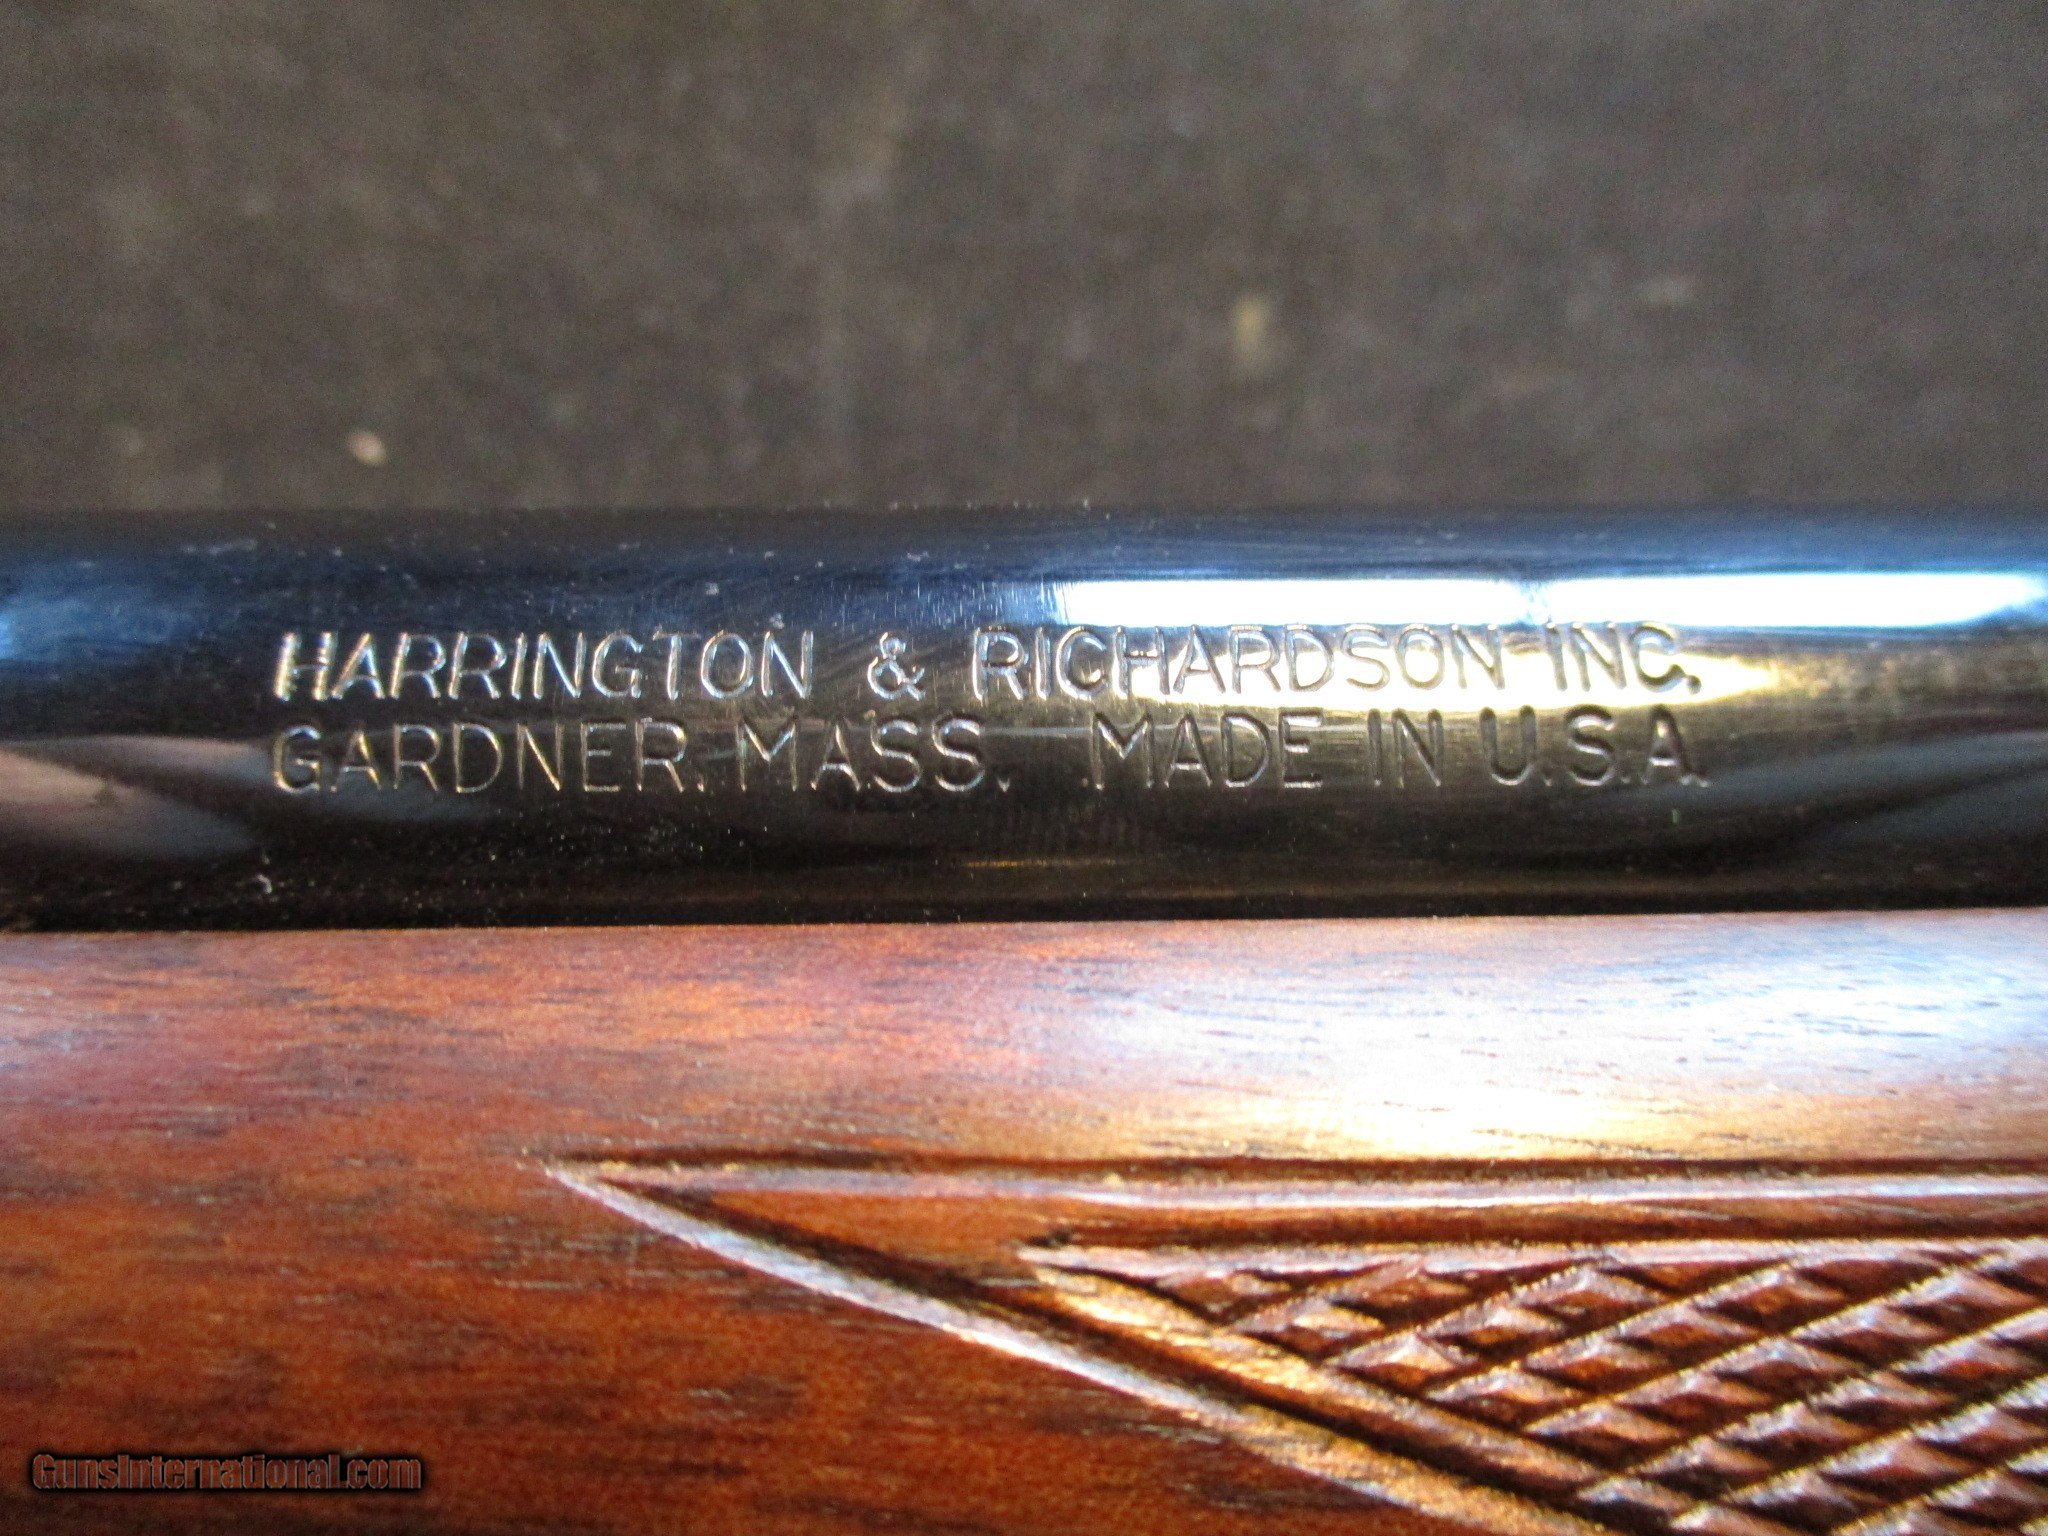 HARRINGTON & RICHARDSON INC.
GARDNER, MASS. MADE IN U.S.A.
GunsInternational.com